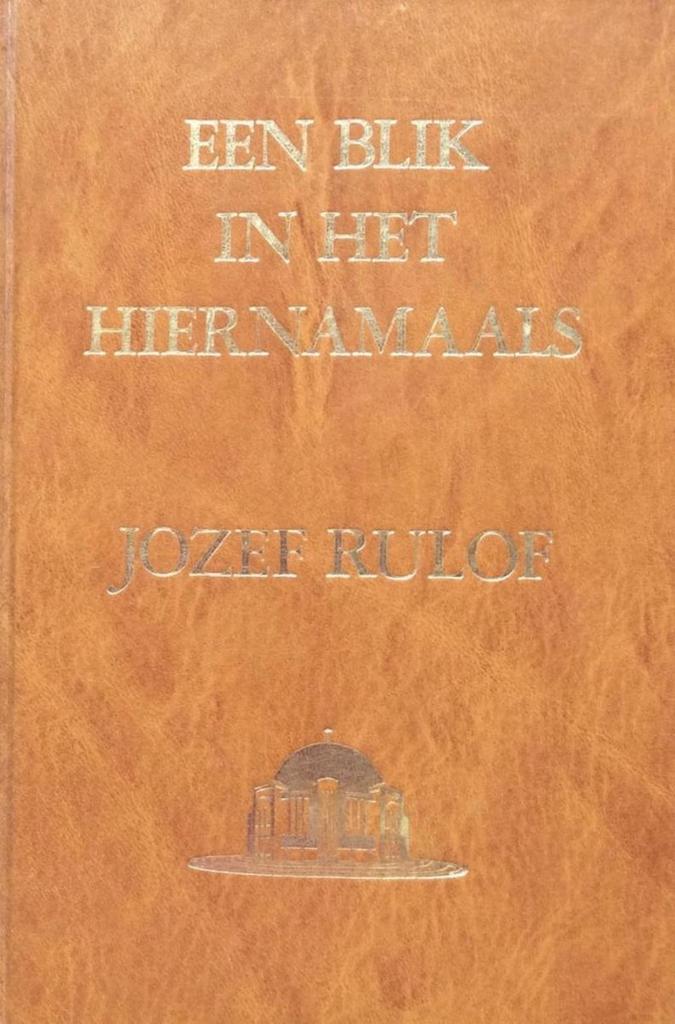 EEN BLIK
IN HET
HIERNAMAALS
JOZEF RULOF